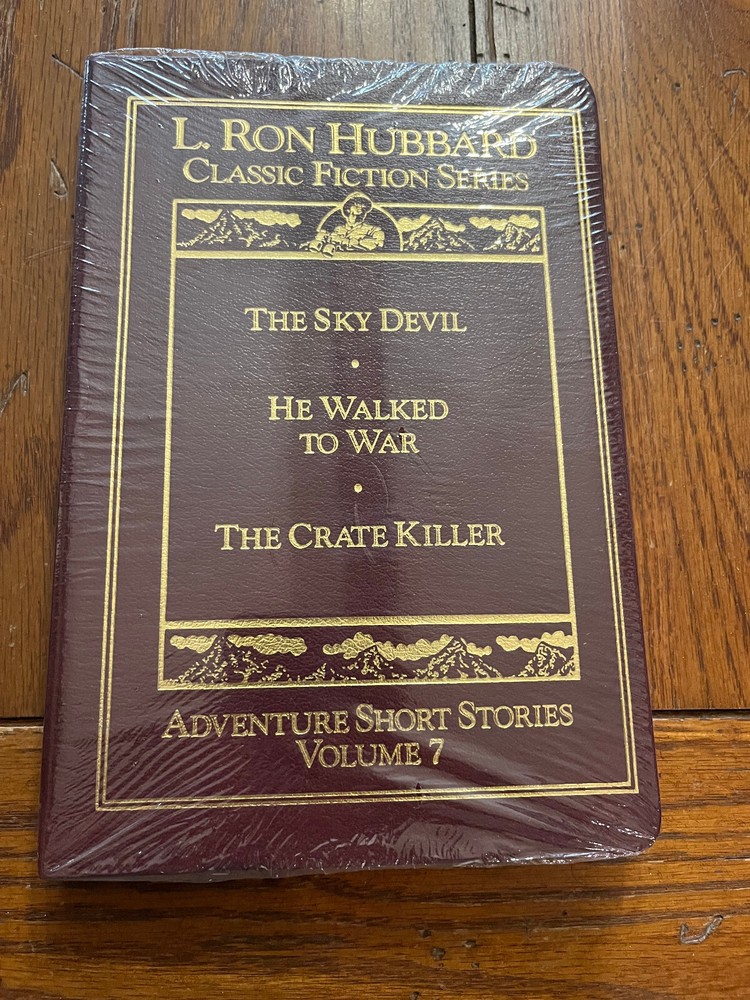 L. RON HUBBARD
CLASSIC FICTION SERIES
THE SKY DEVIL
•
HE WALKED
TO WAR
•
THE CRATE KILLER
ADVENTURE SHORT STORIES
VOLUME 7